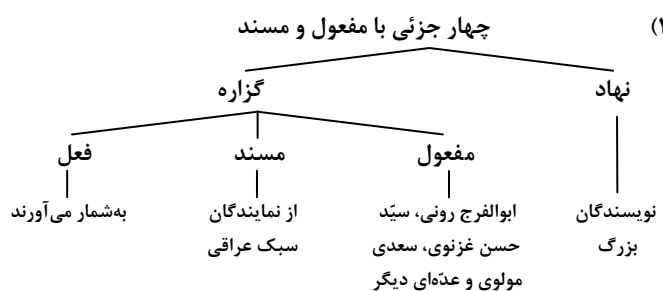 چهار جزئی با مفعول و مسند
نهاد گزاره
مفعول مسند فعل
نویسندگان ابوالفرج رونی، سیّد از نمایندگان به‌شمار می‌آورند
بزرگ حسن غزنوی، سعدی سبک عراقی
مولوی و عدّه‌ای دیگر